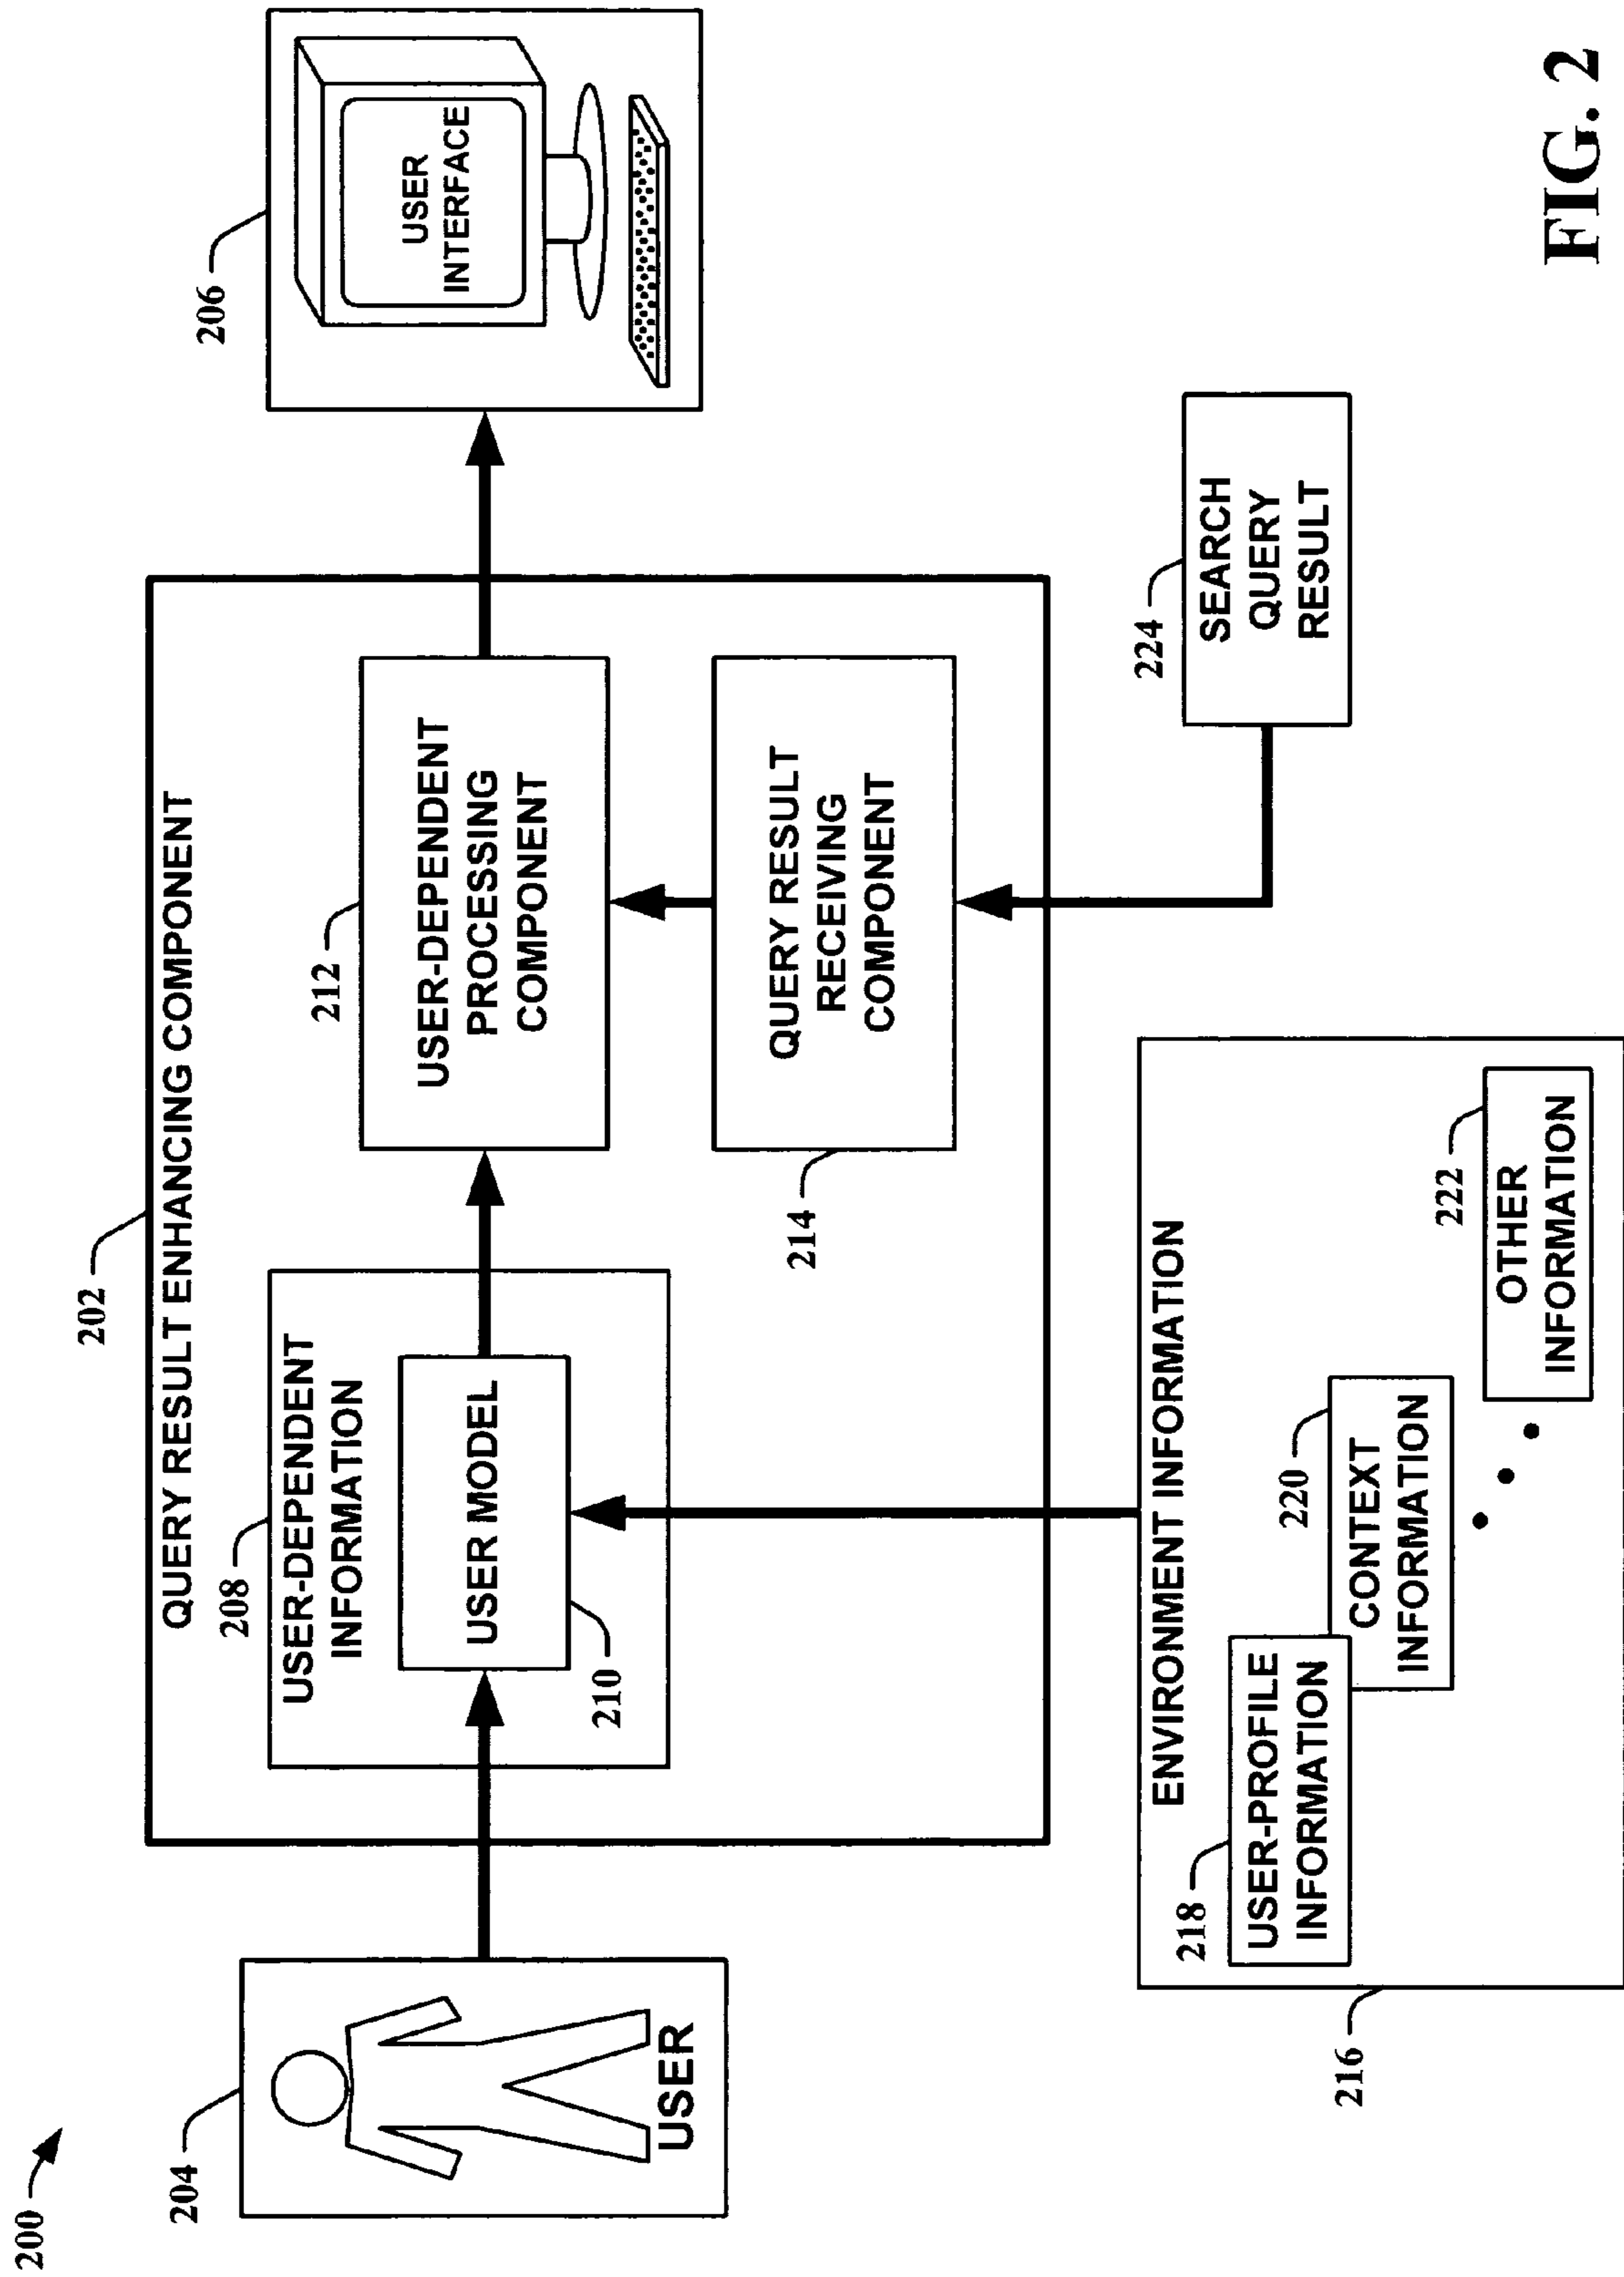 200
202
QUERY RESULT ENHANCING COMPONENT
204
USER
208
USER-DEPENDENT
INFORMATION
USER MODEL
210
212
USER-DEPENDENT
PROCESSING
COMPONENT
QUERY RESULT
RECEIVING
COMPONENT
214
206
USER
INTERFACE
216
ENVIRONMENT INFORMATION
218
USER-PROFILE
INFORMATION
220
CONTEXT
INFORMATION
222
OTHER
INFORMATION
224
SEARCH
QUERY
RESULT
FIG. 2